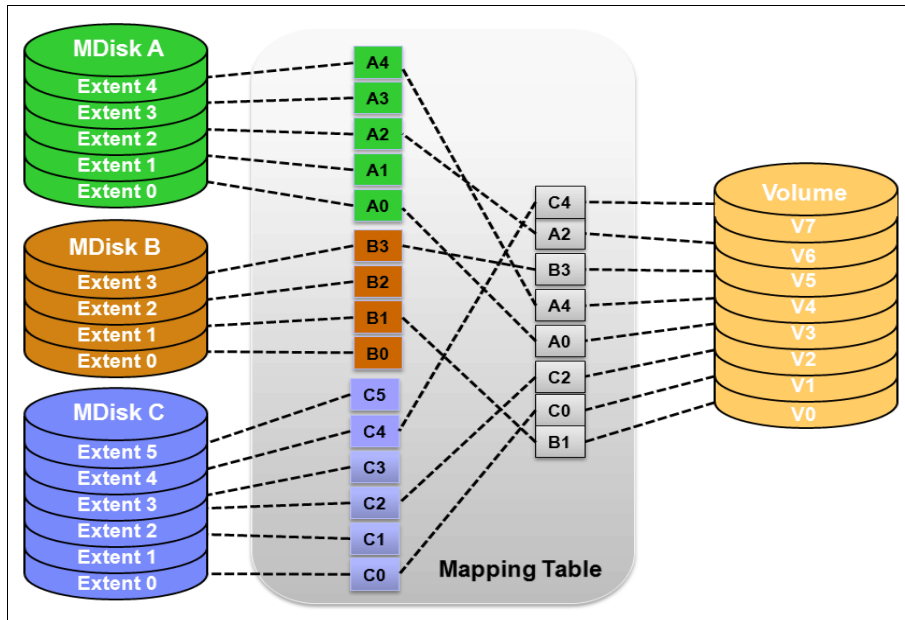 MDisk A
Extent 4
Extent 3
Extent 2
Extent 1
Extent 0
MDisk B
Extent 3
Extent 2
Extent 1
Extent 0
MDisk C
Extent 5
Extent 4
Extent 3
Extent 2
Extent 1
Extent 0
A4
A3
A2
A1
A0
B3
B2
B1
B0
C5
C4
C3
C2
C1
C0
C4
A2
B3
A4
A0
C2
C0
B1
Mapping Table
Volume
V7
V6
V5
V4
V3
V2
V1
V0